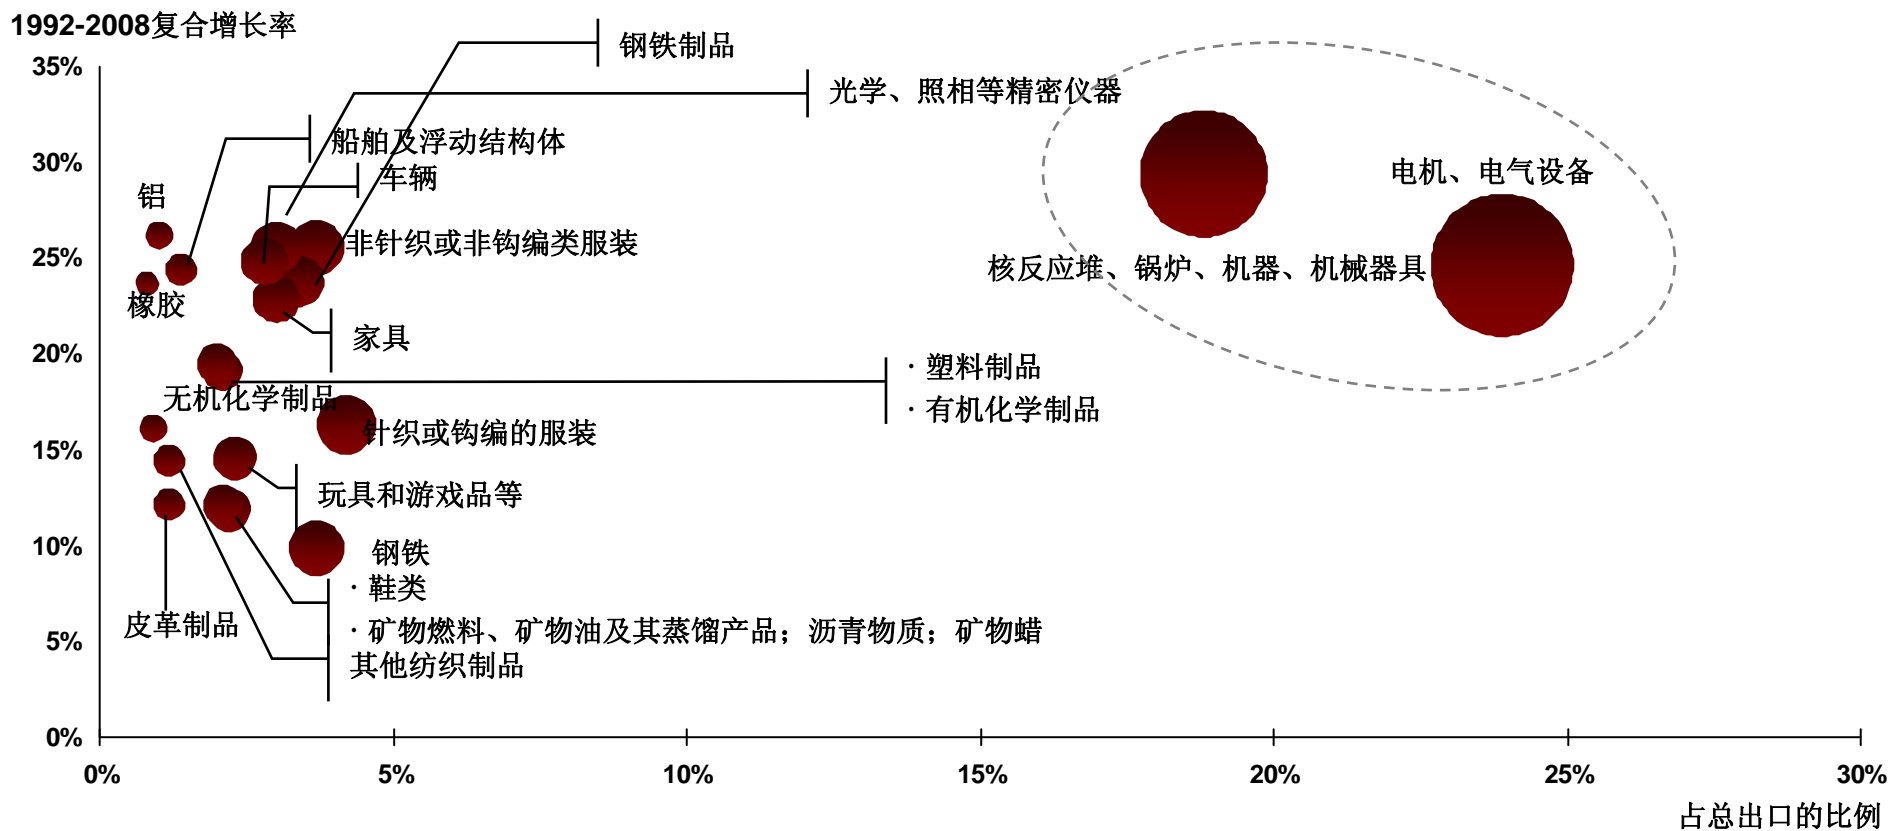 1992-2008复合增长率
35%
钢铁制品
光学、照相等精密仪器
船舶及浮动结构体
30%
车辆
电机、电气设备
铝
25%
非针织或非钩编类服装
核反应堆、锅炉、机器、机械器具
橡胶
家具
20%
· 塑料制品
无机化学制品
· 有机化学制品
针织或钩编的服装
15%
玩具和游戏品等
10%
钢铁
· 鞋类
皮革制品
· 矿物燃料、矿物油及其蒸馏产品；沥青物质；矿物蜡
5%
其他纺织制品
0%
0% 5% 10% 15% 20% 25% 30%
占总出口的比例